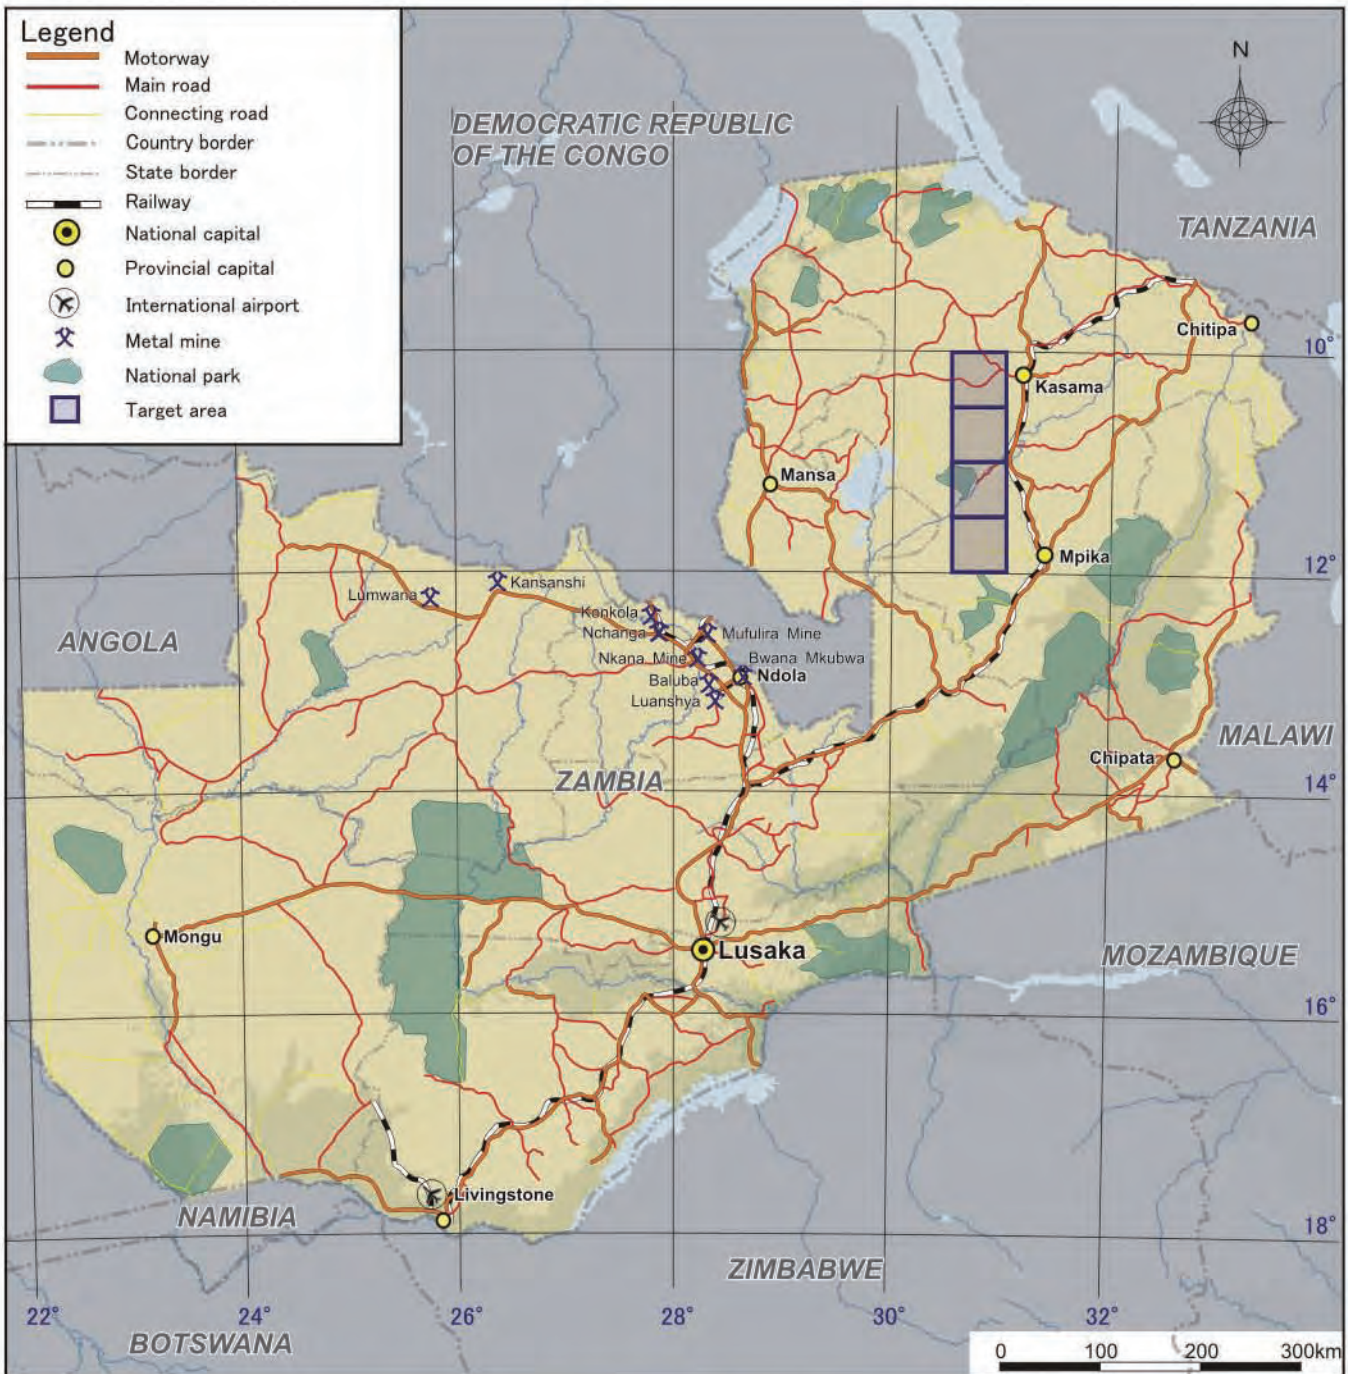 Legend
Motorway
Main road
Connecting road
Country border
State border
Railway
National capital
Provincial capital
International airport
Metal mine
National park
Target area
N
DEMOCRATIC REPUBLIC
OF THE CONGO
TANZANIA
Chitipa
10°
Kasama
Mansa
Mpika
12°
Kansanshi
Lumwana
Konkola
Nchanga
Mufulira Mine
ANGOLA
Nkana Mine
Bwana Mkubwa
Baluba
Ndola
Luanshya
MALAWI
Chipata
ZAMBIA
14°
Mongu
Lusaka
MOZAMBIQUE
16°
Livingstone
NAMIBIA
18°
ZIMBABWE
22°
24°
26°
28°
30°
32°
BOTSWANA
0
100
200
300km